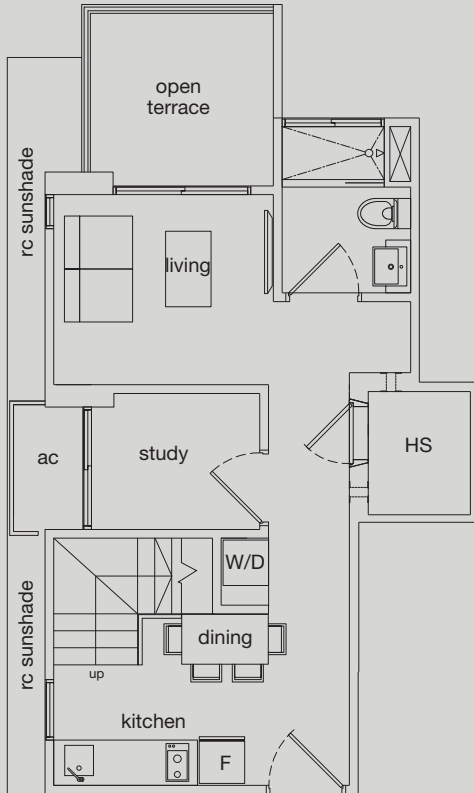 open
terrace
rc sunshade
living
ac
study
HS
W/D
dining
rc sunshade
up
kitchen
F